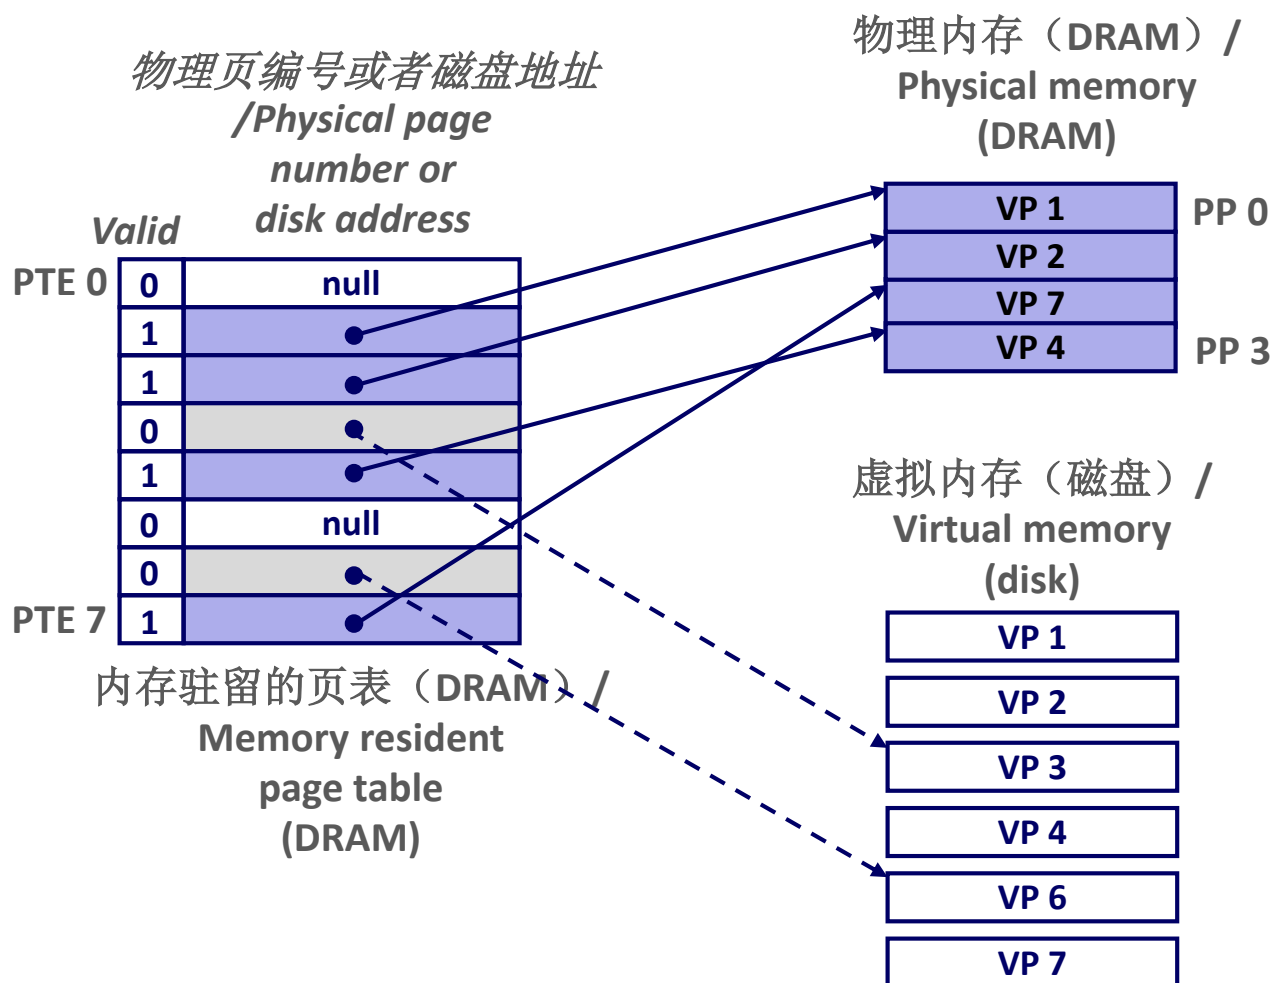 物理页编号或者磁盘地址
/Physical page
number or
disk address
Valid
PTE 0
0
null
1
1
0
1
0
null
0
PTE 7
1
内存驻留的页表（DRAM）/
Memory resident
page table
(DRAM)
物理内存（DRAM）/
Physical memory
(DRAM)
VP 1
PP 0
VP 2
VP 7
VP 4
PP 3
虚拟内存（磁盘）/
Virtual memory
(disk)
VP 1
VP 2
VP 3
VP 4
VP 6
VP 7